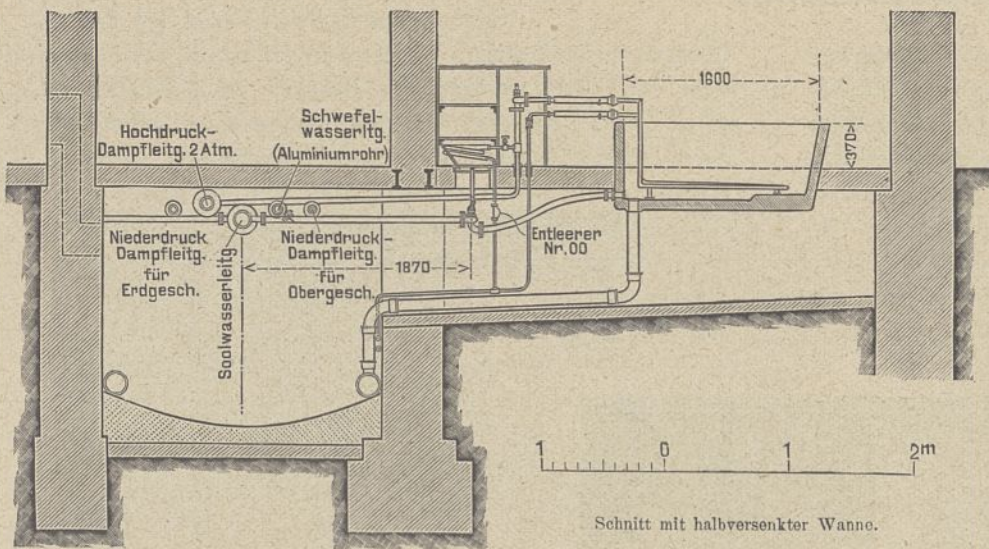 1600
370
Hochdruck-
Dampfleitg. 2 Atm.
Schwefel-
wasserltg.
(Aluminiumrohr)
Niederdruck
Dampfleitg.
für
Erdgesch.
Soolwasserleitg
Niederdruck-
Dampfleitg.
für
Obergesch.
1870
Entleerer
Nr. 00
1 0 1 2m
Schnitt mit halbversenkter Wanne.